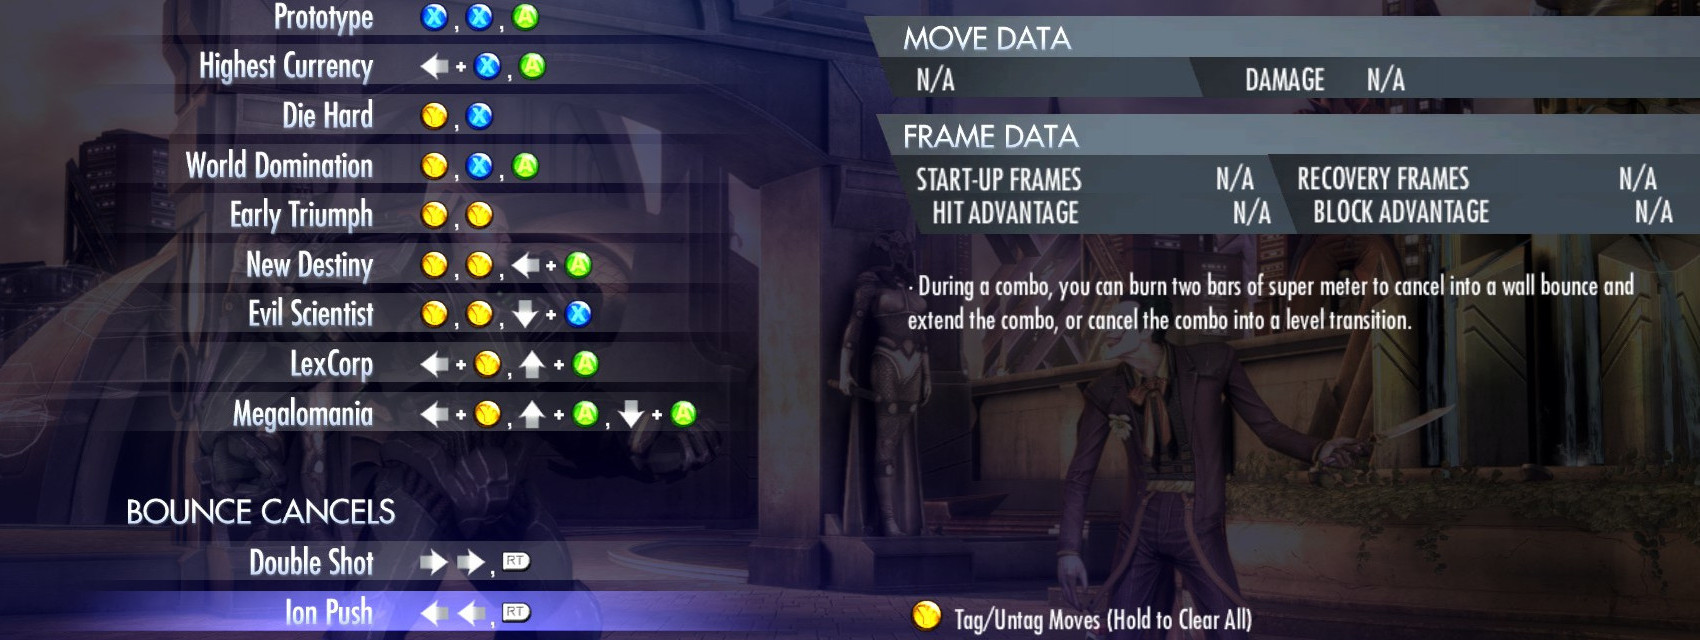 Prototype X, X, A
Highest Currency + X, A
Die Hard Y, X
World Domination Y, X, A
Early Triumph Y, Y
New Destiny Y, Y, + A
Evil Scientist Y, Y, + X
LexCorp + Y, + A
Megalomania + Y, + A, + A
BOUNCE CANCELS
Double Shot , RT
Ion Push , RT
MOVE DATA
N/A DAMAGE N/A
FRAME DATA
START-UP FRAMES N/A RECOVERY FRAMES N/A
HIT ADVANTAGE N/A BLOCK ADVANTAGE N/A
· During a combo, you can burn two bars of super meter to cancel into a wall bounce and
extend the combo, or cancel the combo into a level transition.
Y Tag/Untag Moves (Hold to Clear All)